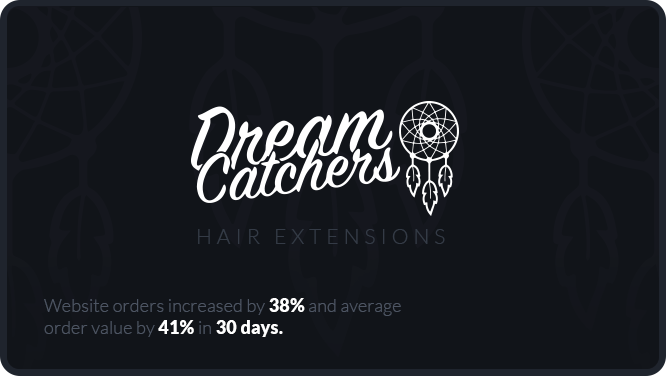 Dream
Catchers
HAIR EXTENSIONS
Website orders increased by 38% and average
order value by 41% in 30 days.